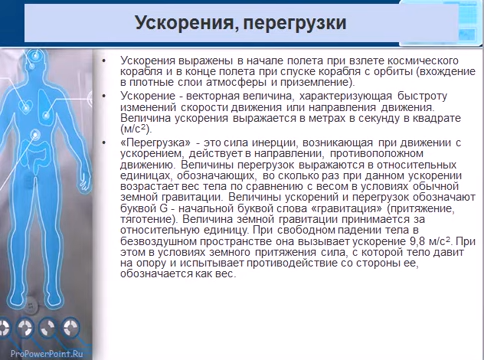 Ускорения, перегрузки
• Ускорения выражены в начале полета при взлете космического
корабля и в конце полета при спуске корабля с орбиты (вхождение
в плотные слои атмосферы и приземление).
• Ускорение - векторная величина, характеризующая быстроту
изменений скорости движения или направления движения.
Величина ускорения выражается в метрах в секунду в квадрате
(м/с²).
• «Перегрузка» - это сила инерции, возникающая при движении с
ускорением, действует в направлении, противоположном
движению. Величины перегрузок выражаются в относительных
единицах, обозначающих, во сколько раз при данном ускорении
возрастает вес тела по сравнению с весом в условиях обычной
земной гравитации. Величины ускорений и перегрузок обозначают
буквой G - начальной буквой слова «гравитация» (притяжение,
тяготение). Величина земной гравитации принимается за
относительную единицу. При свободном падении тела в
безвоздушном пространстве она вызывает ускорение 9,8 м/с². При
этом в условиях земного притяжения сила, с которой тело давит
на опору и испытывает противодействие со стороны ее,
обозначается как вес.
ProPowerPoint.Ru